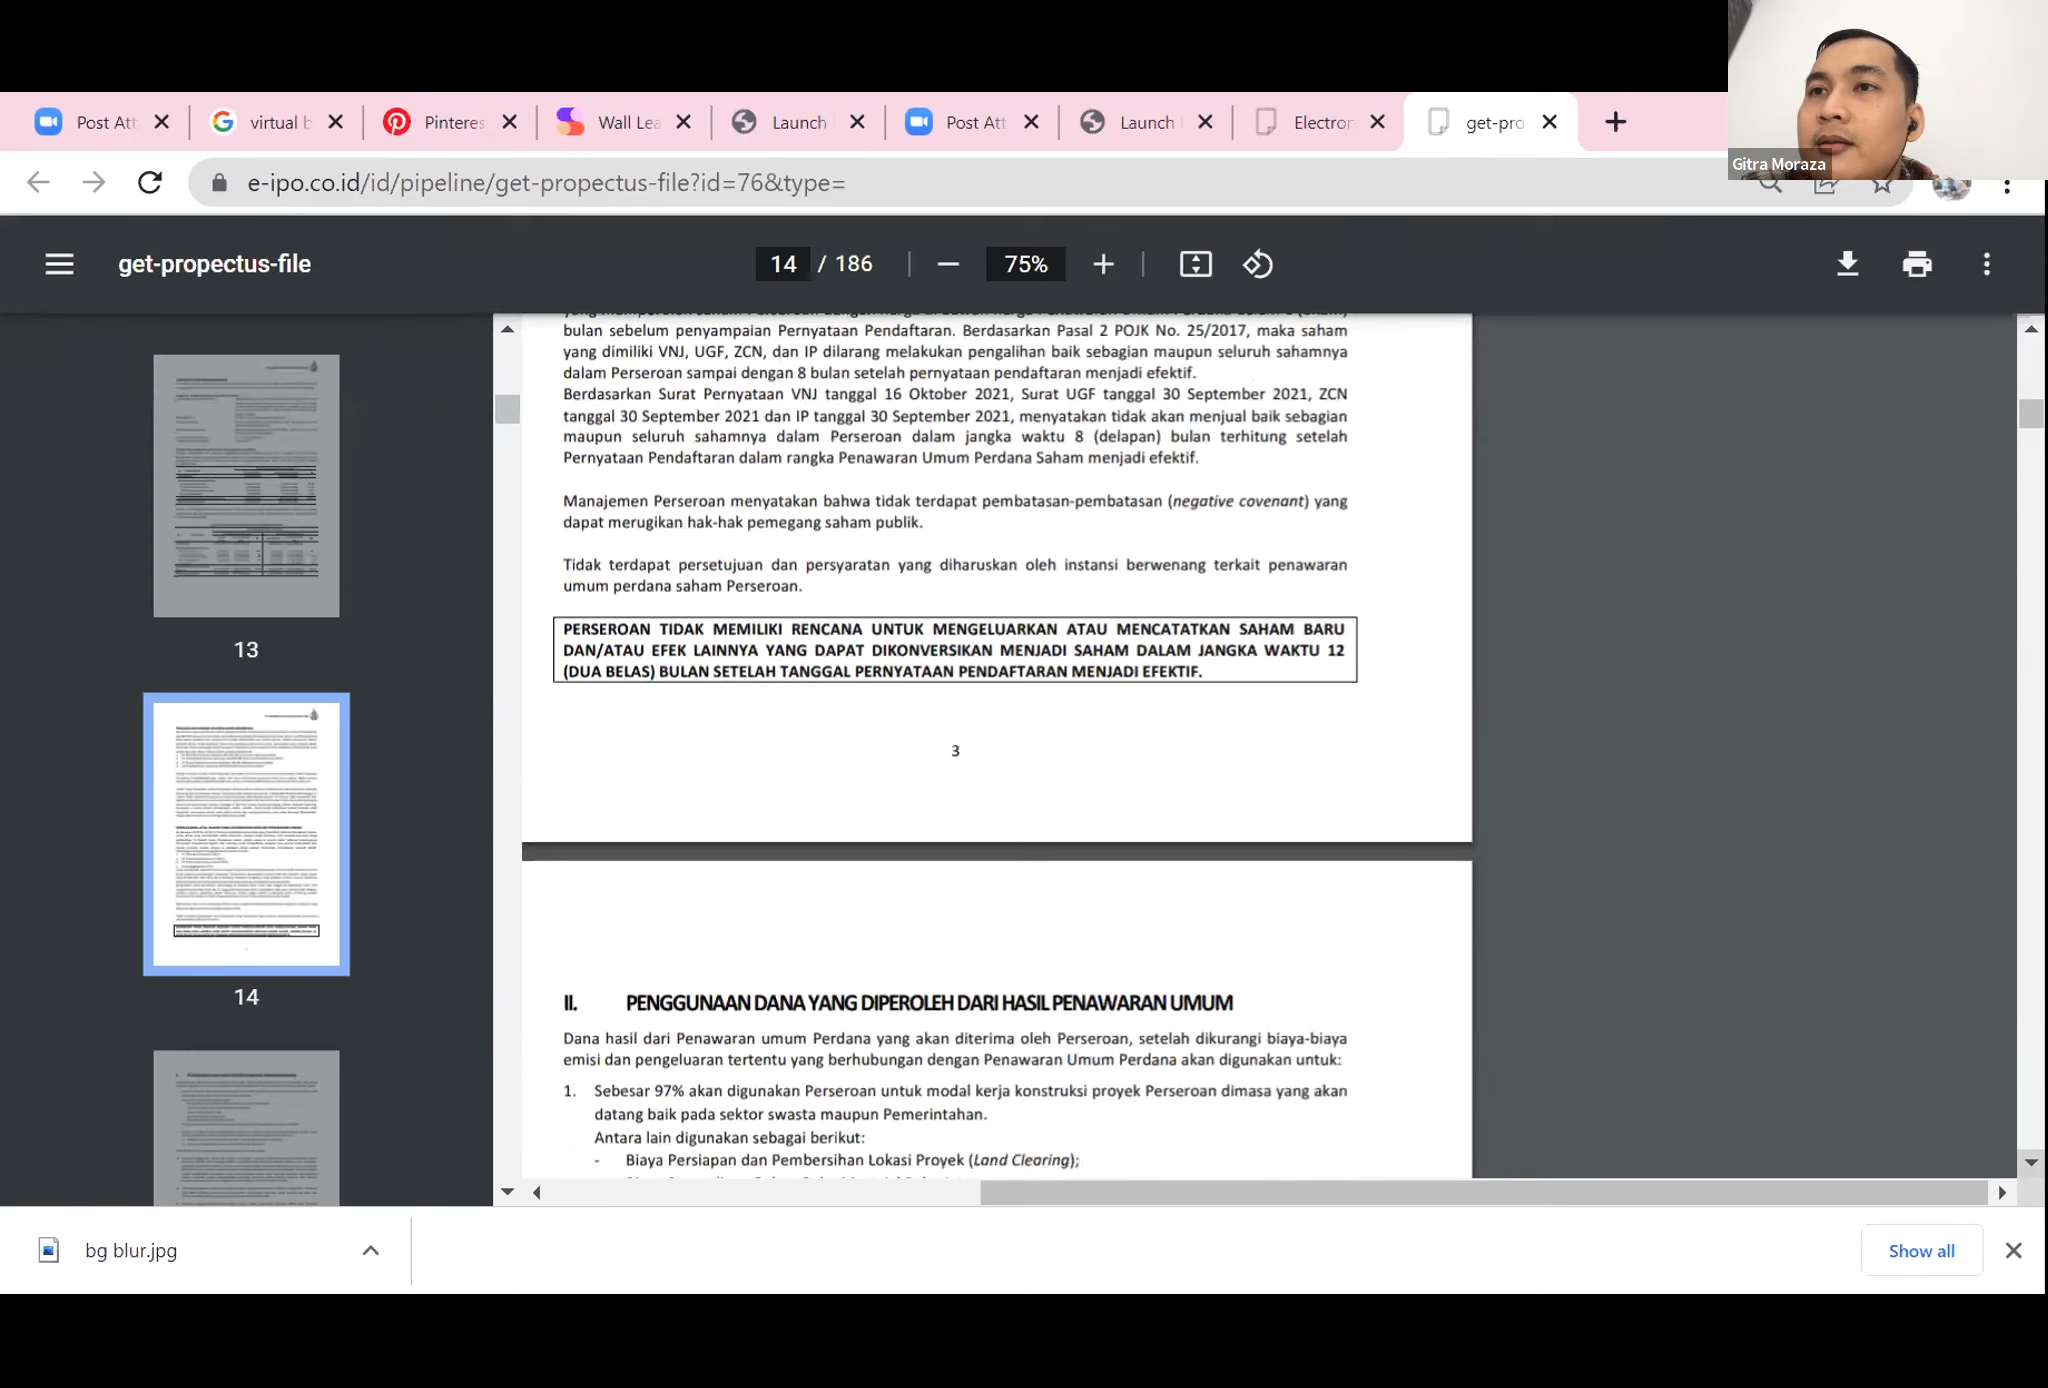 Post Att
virtual b
Pinteres
Wall Lea
Launch
Post Att
Launch
Electron
get-pro
Gitra Moraza
e-ipo.co.id/id/pipeline/get-propectus-file?id=76&type=
get-propectus-file
14 / 186
75%
bulan sebelum penyampaian Pernyataan Pendaftaran. Berdasarkan Pasal 2 POJK No. 25/2017, maka saham
yang dimiliki VNJ, UGF, ZCN, dan IP dilarang melakukan pengalihan baik sebagian maupun seluruh sahamnya
dalam Perseroan sampai dengan 8 bulan setelah pernyataan pendaftaran menjadi efektif.
Berdasarkan Surat Pernyataan VNJ tanggal 16 Oktober 2021, Surat UGF tanggal 30 September 2021, ZCN
tanggal 30 September 2021 dan IP tanggal 30 September 2021, menyatakan tidak akan menjual baik sebagian
maupun seluruh sahamnya dalam Perseroan dalam jangka waktu 8 (delapan) bulan terhitung setelah
Pernyataan Pendaftaran dalam rangka Penawaran Umum Perdana Saham menjadi efektif.
Manajemen Perseroan menyatakan bahwa tidak terdapat pembatasan-pembatasan (negative covenant) yang
dapat merugikan hak-hak pemegang saham publik.
Tidak terdapat persetujuan dan persyaratan yang diharuskan oleh instansi berwenang terkait penawaran
umum perdana saham Perseroan.
PERSEROAN TIDAK MEMILIKI RENCANA UNTUK MENGELUARKAN ATAU MENCATATKAN SAHAM BARU
DAN/ATAU EFEK LAINNYA YANG DAPAT DIKONVERSIKAN MENJADI SAHAM DALAM JANGKA WAKTU 12
(DUA BELAS) BULAN SETELAH TANGGAL PERNYATAAN PENDAFTARAN MENJADI EFEKTIF.
3
13
14
II. PENGGUNAAN DANA YANG DIPEROLEH DARI HASIL PENAWARAN UMUM
Dana hasil dari Penawaran umum Perdana yang akan diterima oleh Perseroan, setelah dikurangi biaya-biaya
emisi dan pengeluaran tertentu yang berhubungan dengan Penawaran Umum Perdana akan digunakan untuk:
1. Sebesar 97% akan digunakan Perseroan untuk modal kerja konstruksi proyek Perseroan dimasa yang akan
datang baik pada sektor swasta maupun Pemerintahan.
Antara lain digunakan sebagai berikut:
- Biaya Persiapan dan Pembersihan Lokasi Proyek (Land Clearing);
bg blur.jpg
Show all